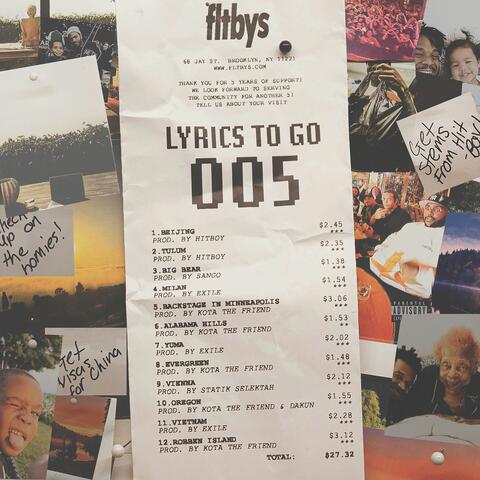 fltbys
68 JAY ST. BROOKLYN, NY 11221
WWW.FLTBYS.COM
THANK YOU FOR 5 YEARS OF SUPPORT!
WE LOOK FORWARD TO SERVING
THE COMMUNITY FOR ANOTHER 5!
TELL US ABOUT YOUR VISIT
LYRICS TO GO
005
1.BEIJING $2.45
PROD. BY HITBOY ***
2.TULUM $2.35
PROD. BY HITBOY ***
3.BIG BEAR $1.38
PROD. BY SANGO ***
4.MILAN $1.54
PROD. BY EXILE ***
5.BACKSTAGE IN MINNEAPOLIS $3.06
PROD. BY KOTA THE FRIEND ***
6.ALABAMA HILLS $1.53
PROD. BY KOTA THE FRIEND **
7.YUMA $2.02
PROD. BY EXILE ***
8.EVERGREEN $1.48
PROD. BY KOTA THE FRIEND ***
9.VIENNA $2.12
PROD. BY STATIK SELEKTAH ***
10.OREGON $1.55
PROD. BY KOTA THE FRIEND & DAKUN ***
11.VIETNAM $2.28
PROD. BY EXILE ***
12.ROBBEN ISLAND $3.12
PROD. BY KOTA THE FRIEND ***
TOTAL: $27.32
Get
Stems
From Hit
-Boy!
check
up on
the
homies!
get
visas
for China
PARENTAL
ADVISORY